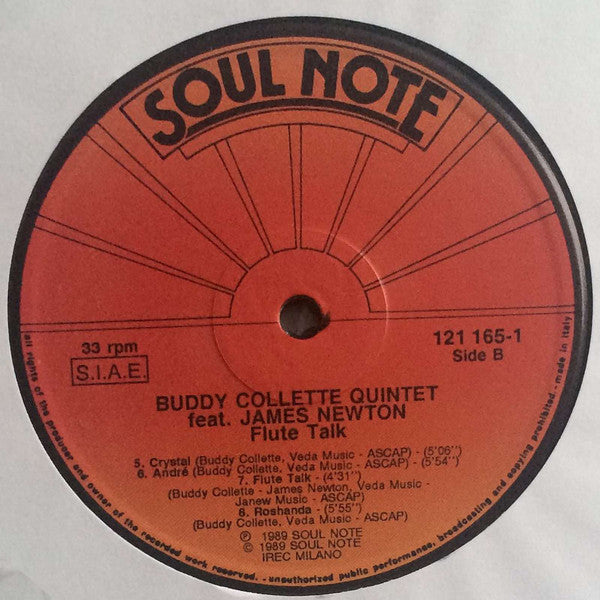 SOUL NOTE
33 rpm
S.I.A.E.
121 165-1
Side B
BUDDY COLLETTE QUINTET
feat. JAMES NEWTON
Flute Talk
5. Crystal (Buddy Collette, Veda Music - ASCAP) - (5'06'')
6. André (Buddy Collette, Veda Music - ASCAP) - (5'54'')
7. Flute Talk - (4'31'')
(Buddy Collette - James Newton, Veda Music -
Janew Music - ASCAP)
8. Roshanda - (5'55'')
(Buddy Collette, Veda Music - ASCAP)
℗ 1989 SOUL NOTE
© 1989 SOUL NOTE
IREC MILANO
all rights of the producer and owner of the recorded work reserved. - unauthorized public performance, broadcasting and copying prohibited - made in italy